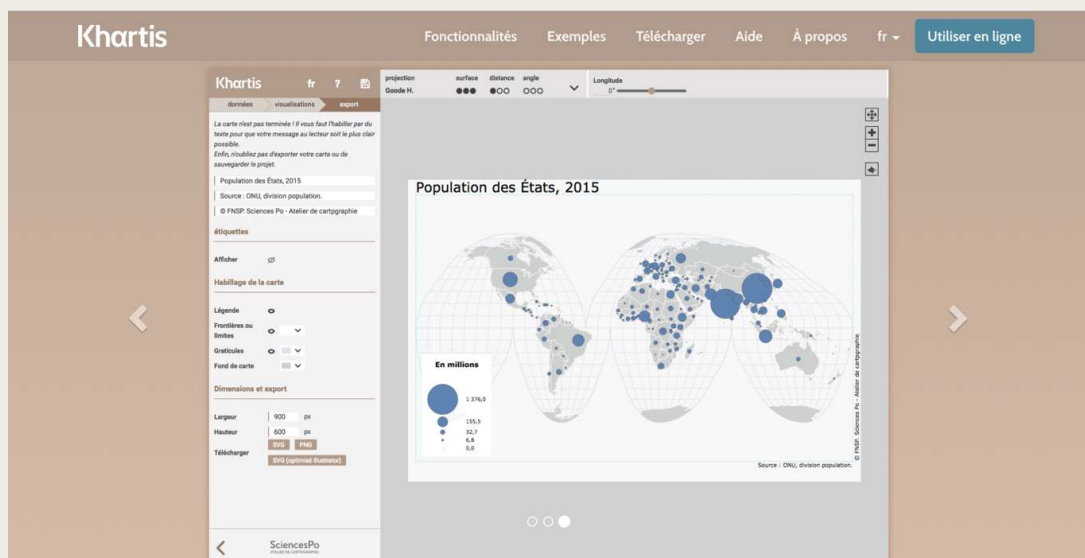 Khartis
Fonctionnalités Exemples Télécharger Aide À propos fr Utiliser en ligne
Khartis fr ?
données visualisations export
La carte n'est pas terminée ! Il vous faut l'habiller par du
texte pour que votre message au lecteur soit le plus clair
possible.
Enfin, n'oubliez pas d'exporter votre carte ou de
sauvegarder le projet.
Population des États, 2015
Source : ONU, division population.
© FNSP. Sciences Po - Atelier de cartpgraphie
étiquettes
Afficher
Habillage de la carte
Légende
Frontières ou
limites
Graticules
Fond de carte
Dimensions et export
Largeur 900 px
Hauteur 600 px
Télécharger SVG PNG
SVG (optimisé Illustrator)
SciencesPo
ATELIER DE CARTOGRAPHIE
projection surface distance angle
Goode H.
Longitude
0°
Population des États, 2015
En millions
1 376,0
155,5
32,7
6,8
0,0
Source : ONU, division population.
© FNSP. Sciences Po - Atelier de cartpgraphie